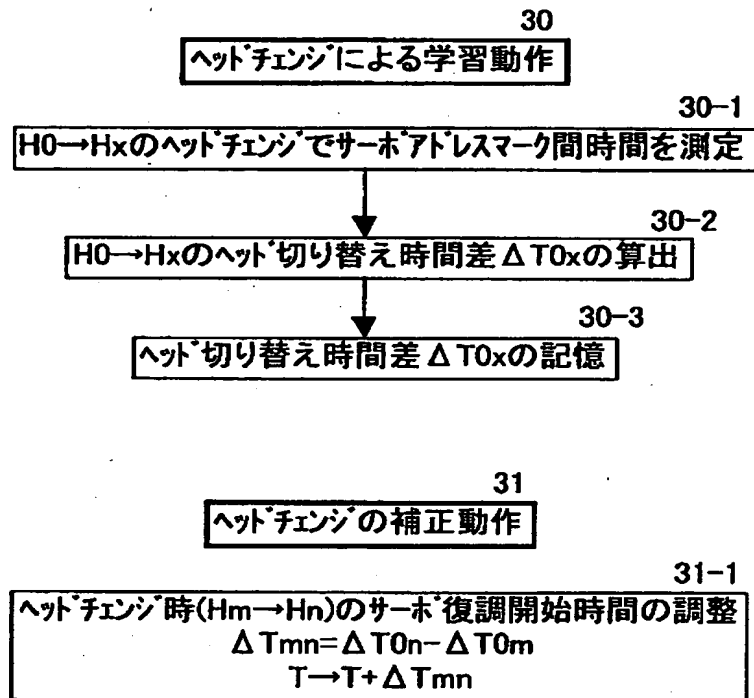 30
ヘッドチェンジによる学習動作
30-1
H0→Hxのヘッドチェンジでサーボアドレスマーク間時間を測定
30-2
H0→Hxのヘッド切り替え時間差ΔT0xの算出
30-3
ヘッド切り替え時間差ΔT0xの記憶
31
ヘッドチェンジの補正動作
31-1
ヘッドチェンジ時(Hm→Hn)のサーボ復調開始時間の調整
ΔTmn=ΔT0n-ΔT0m
T→T+ΔTmn